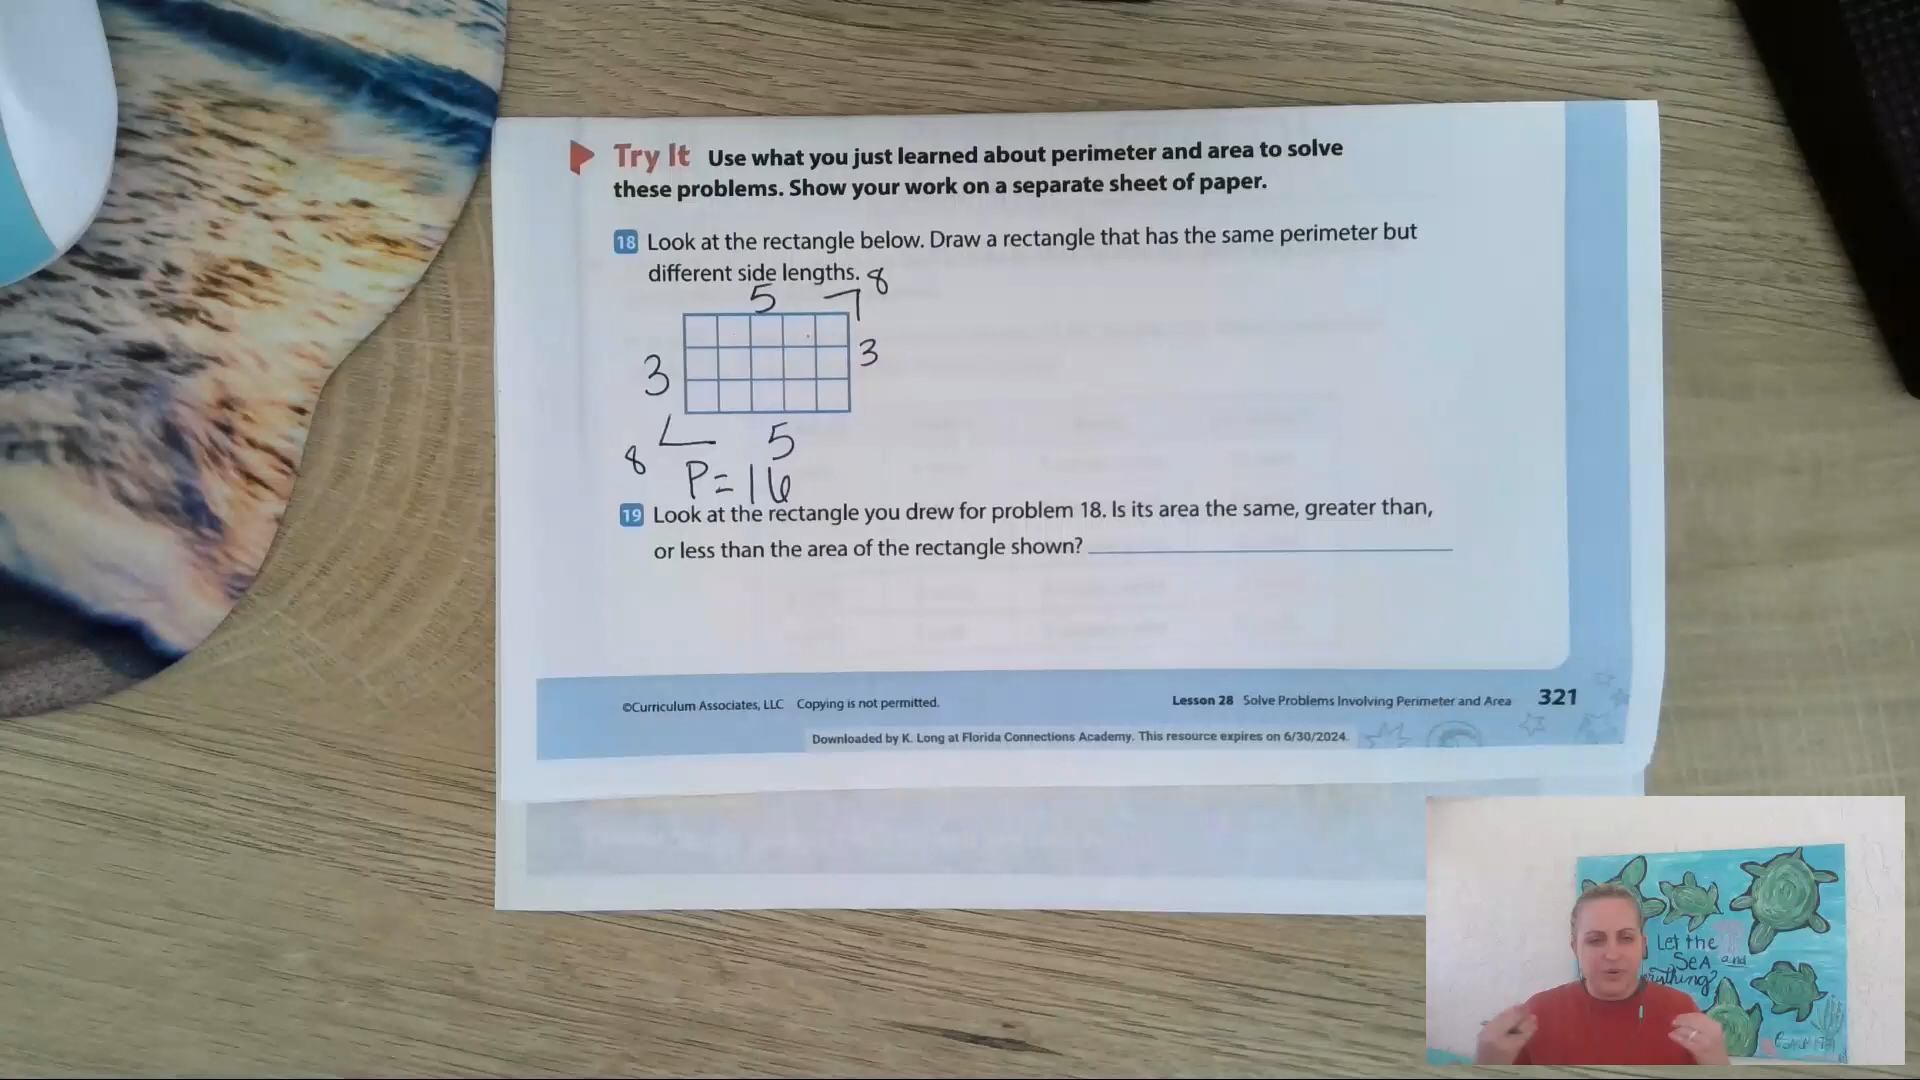 Try It Use what you just learned about perimeter and area to solve
these problems. Show your work on a separate sheet of paper.
18 Look at the rectangle below. Draw a rectangle that has the same perimeter but
different side lengths. 8
5
3
3
5
8
P=16
19 Look at the rectangle you drew for problem 18. Is its area the same, greater than,
or less than the area of the rectangle shown?
©Curriculum Associates, LLC Copying is not permitted.
Lesson 28 Solve Problems Involving Perimeter and Area 321
Downloaded by K. Long at Florida Connections Academy. This resource expires on 6/30/2024.
Let the
SeA and